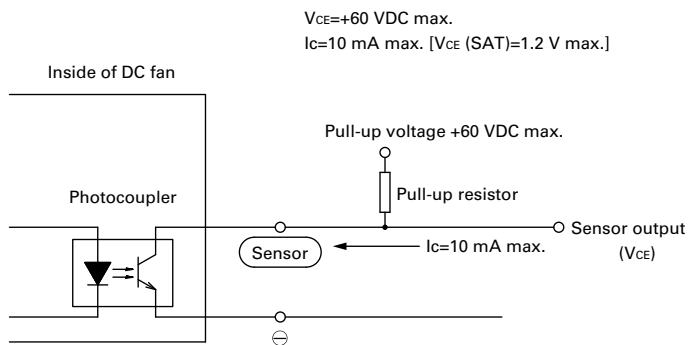 VCE=+60 VDC max.
Ic=10 mA max. [VCE (SAT)=1.2 V max.]
Inside of DC fan
Pull-up voltage +60 VDC max.
Photocoupler
Pull-up resistor
Sensor
Ic=10 mA max.
Sensor output
(VCE)
⊖